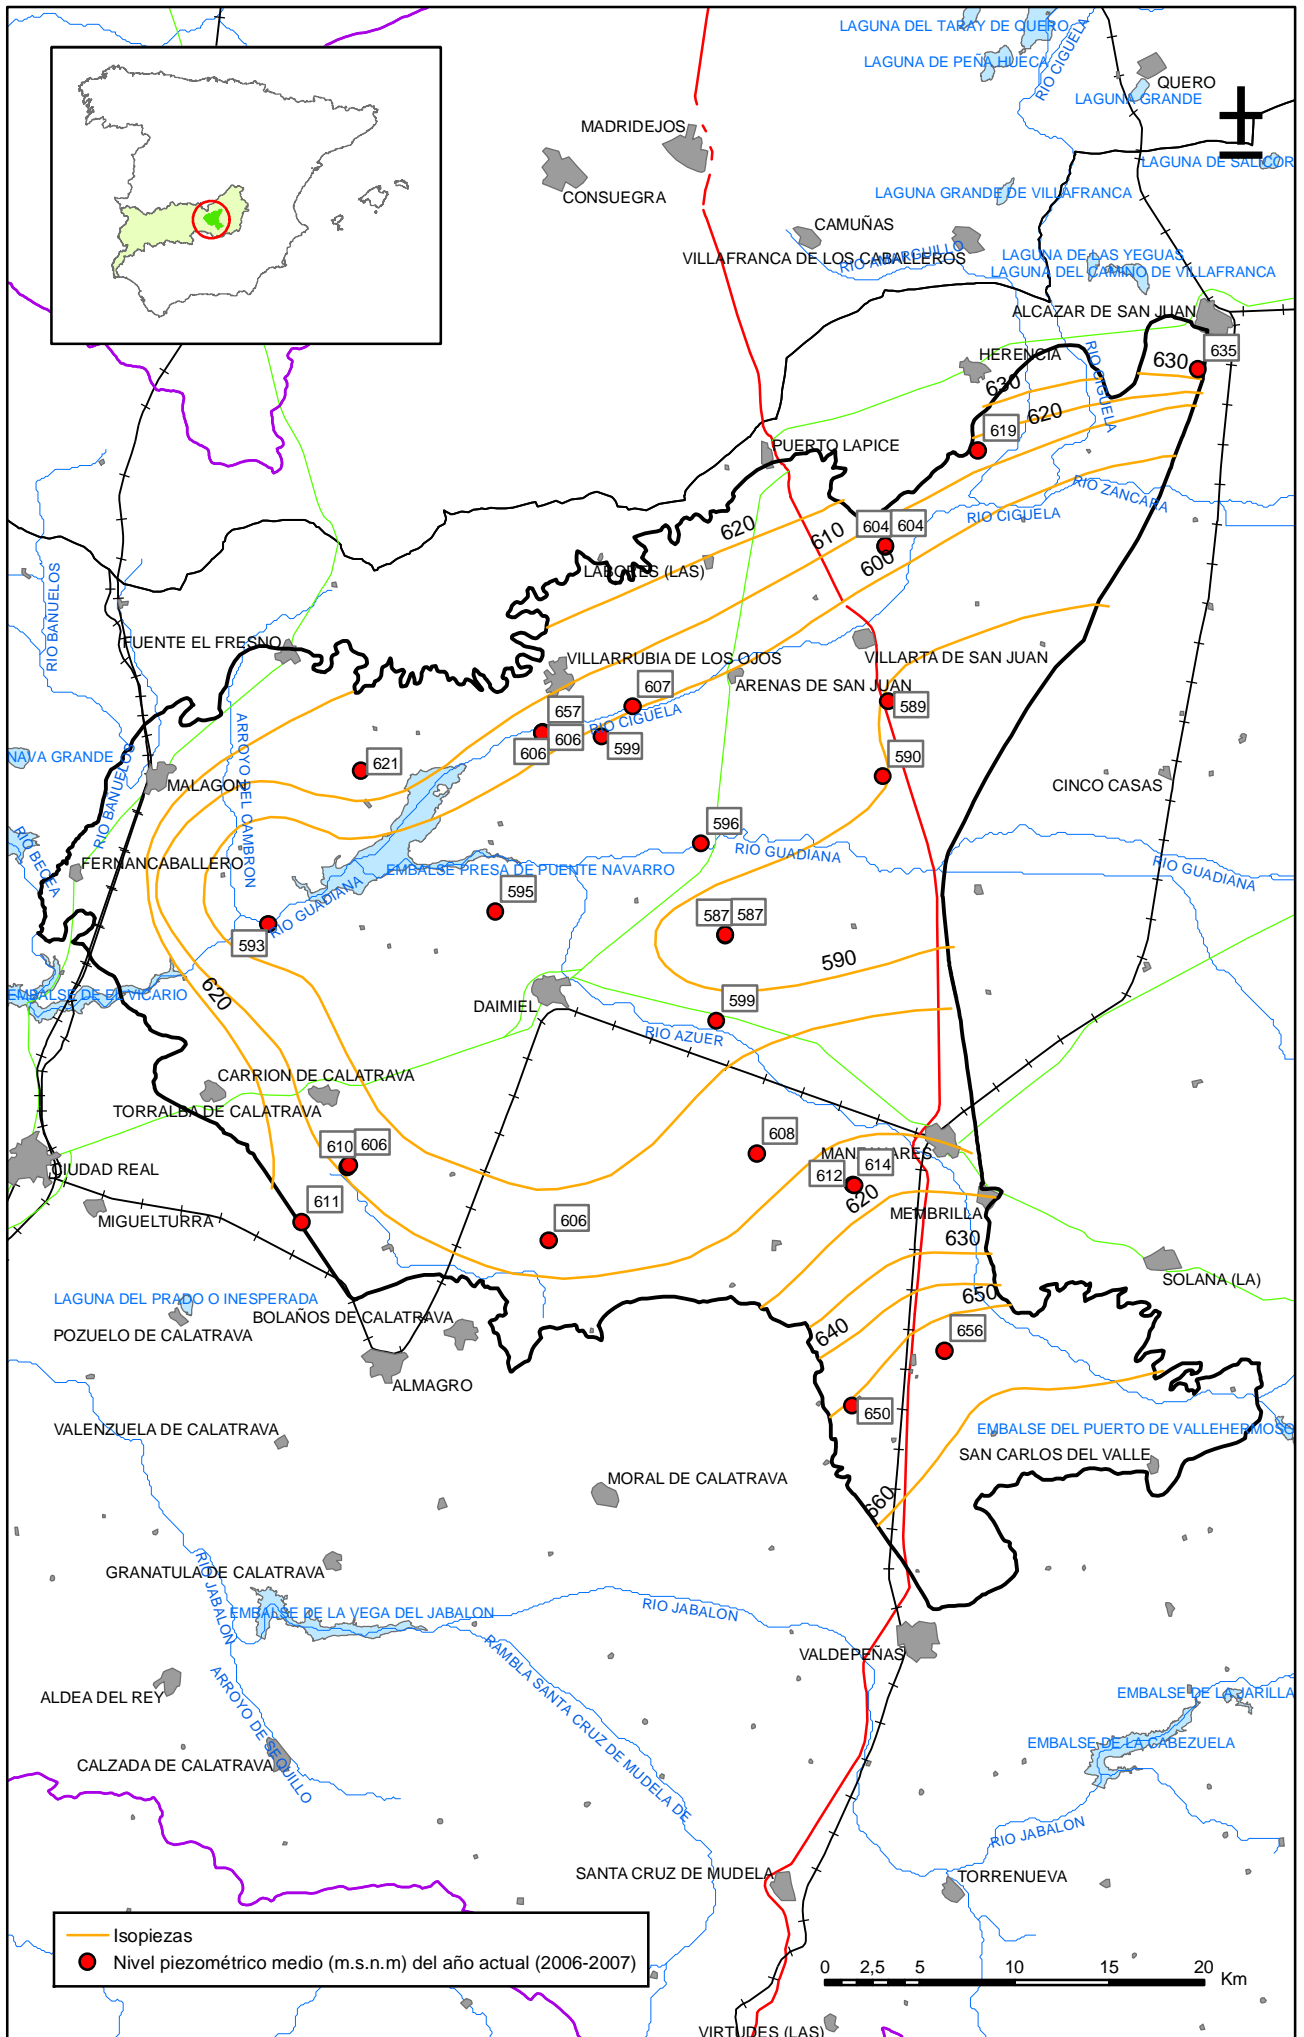 LAGUNA DEL TARAY DE QUERO
RIO CIGUELA
LAGUNA DE PEÑA HUECA
QUERO
LAGUNA GRANDE
MADRIDEJOS
CONSUEGRA
LAGUNA DE SALICOR
LAGUNA GRANDE DE VILLAFRANCA
CAMUÑAS
VILLAFRANCA DE LOS CABALLEROS
RIO AMARGUILLO
LAGUNA DE LAS YEGUAS
LAGUNA DEL CAMINO DE VILLAFRANCA
ALCAZAR DE SAN JUAN
HERENCIA
RIO CIGUELA
630
635
630
620
619
PUERTO LAPICE
RIO ZANCARA
RIO CIGUELA
620
610
604
604
600
LABORES (LAS)
RIO BAÑUELOS
FUENTE EL FRESNO
VILLARRUBIA DE LOS OJOS
VILLARTA DE SAN JUAN
ARENAS DE SAN JUAN
607
657
RIO CIGUELA
589
606
606
599
ARROYO DEL CAMBRON
NAVA GRANDE
621
590
MALAGON
RIO BAÑUELOS
CINCO CASAS
596
RIO GUADIANA
RIO GUADIANA
RIO BECEA
FERNANCABALLERO
EMBALSE PRESA DE PUENTE NAVARRO
595
RIO GUADIANA
587
587
593
590
620
EMBALSE DE EL VICARIO
DAIMIEL
599
RIO AZUER
CARRION DE CALATRAVA
TORRALBA DE CALATRAVA
608
610
606
MANZANARES
CIUDAD REAL
612
614
620
611
MIGUELTURRA
606
MEMBRILLA
630
SOLANA (LA)
LAGUNA DEL PRADO O INESPERADA
BOLAÑOS DE CALATRAVA
650
POZUELO DE CALATRAVA
640
656
ALMAGRO
650
VALENZUELA DE CALATRAVA
EMBALSE DEL PUERTO DE VALLEHERMOSO
SAN CARLOS DEL VALLE
MORAL DE CALATRAVA
660
GRANATULA DE CALATRAVA
RIO JABALON
EMBALSE DE LA VEGA DEL JABALON
RIO JABALON
RAMBLA SANTA CRUZ DE MUDELA DE
VALDEPEÑAS
ALDEA DEL REY
ARROYO DE SEQUILLO
EMBALSE DE LA JARILLA
EMBALSE DE LA CABEZUELA
CALZADA DE CALATRAVA
RIO JABALON
SANTA CRUZ DE MUDELA
TORRENUEVA
Isopiezas
Nivel piezométrico medio (m.s.n.m) del año actual (2006-2007)
0 2,5 5 10 15 20 Km
VIRTUDES (LAS)